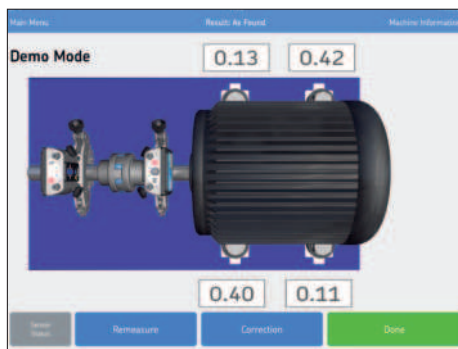 Main Menu
Result: As Found
Machine Information
Demo Mode
0.13
0.42
0.40
0.11
Sensor Status
Remeasure
Correction
Done